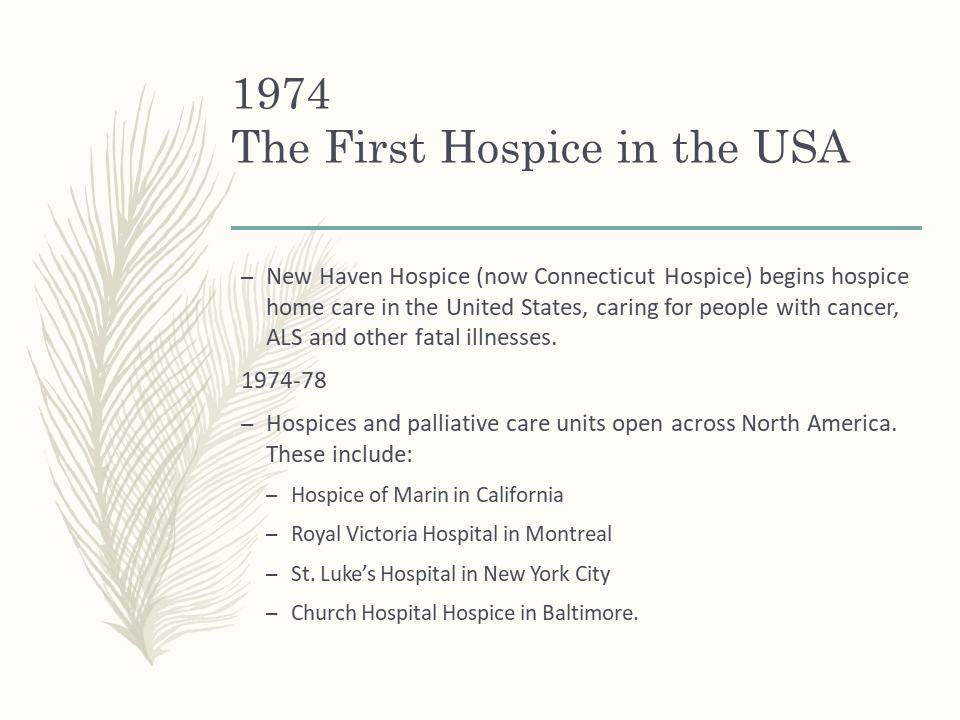 1974
The First Hospice in the USA
– New Haven Hospice (now Connecticut Hospice) begins hospice
home care in the United States, caring for people with cancer,
ALS and other fatal illnesses.
1974-78
– Hospices and palliative care units open across North America.
These include:
– Hospice of Marin in California
– Royal Victoria Hospital in Montreal
– St. Luke’s Hospital in New York City
– Church Hospital Hospice in Baltimore.